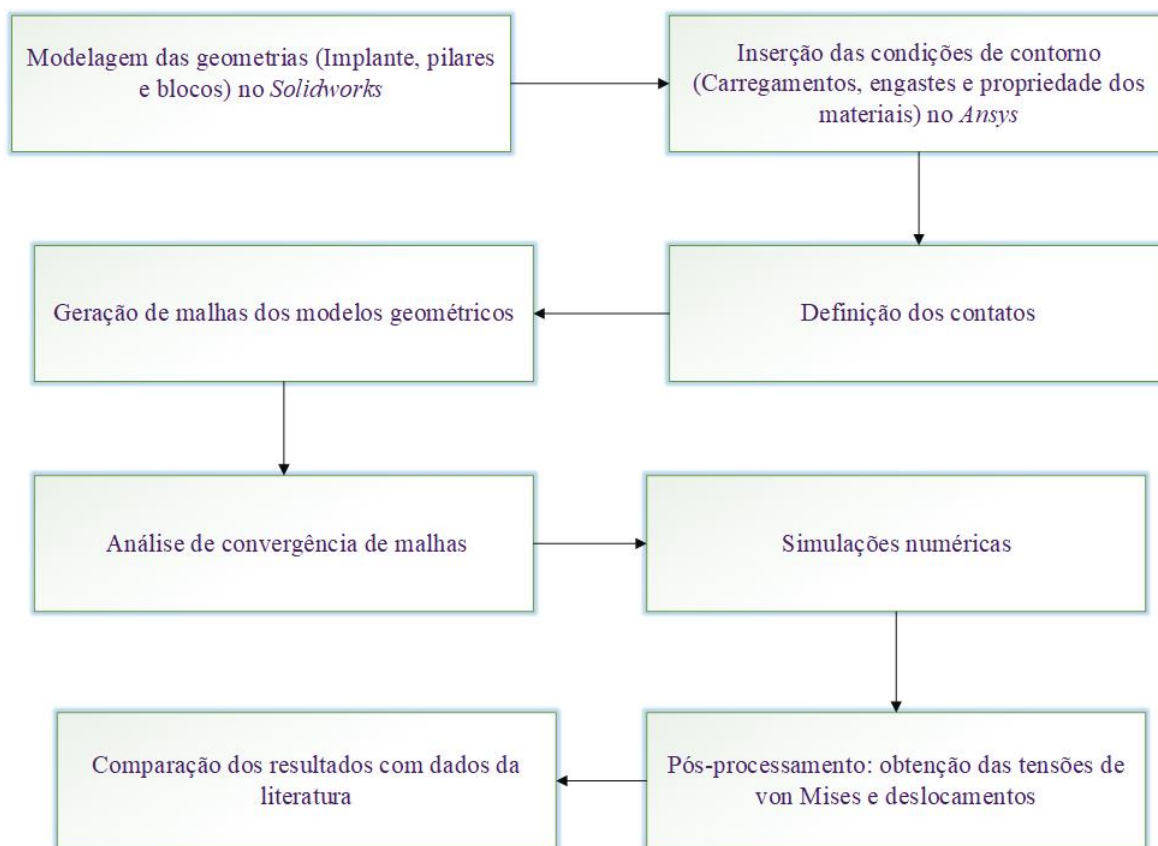 Modelagem das geometrias (Implante, pilares
e blocos) no Solidworks
Inserção das condições de contorno
(Carregamentos, engastes e propriedade dos
materiais) no Ansys
Definição dos contatos
Geração de malhas dos modelos geométricos
Análise de convergência de malhas
Simulações numéricas
Pós-processamento: obtenção das tensões de
von Mises e deslocamentos
Comparação dos resultados com dados da
literatura